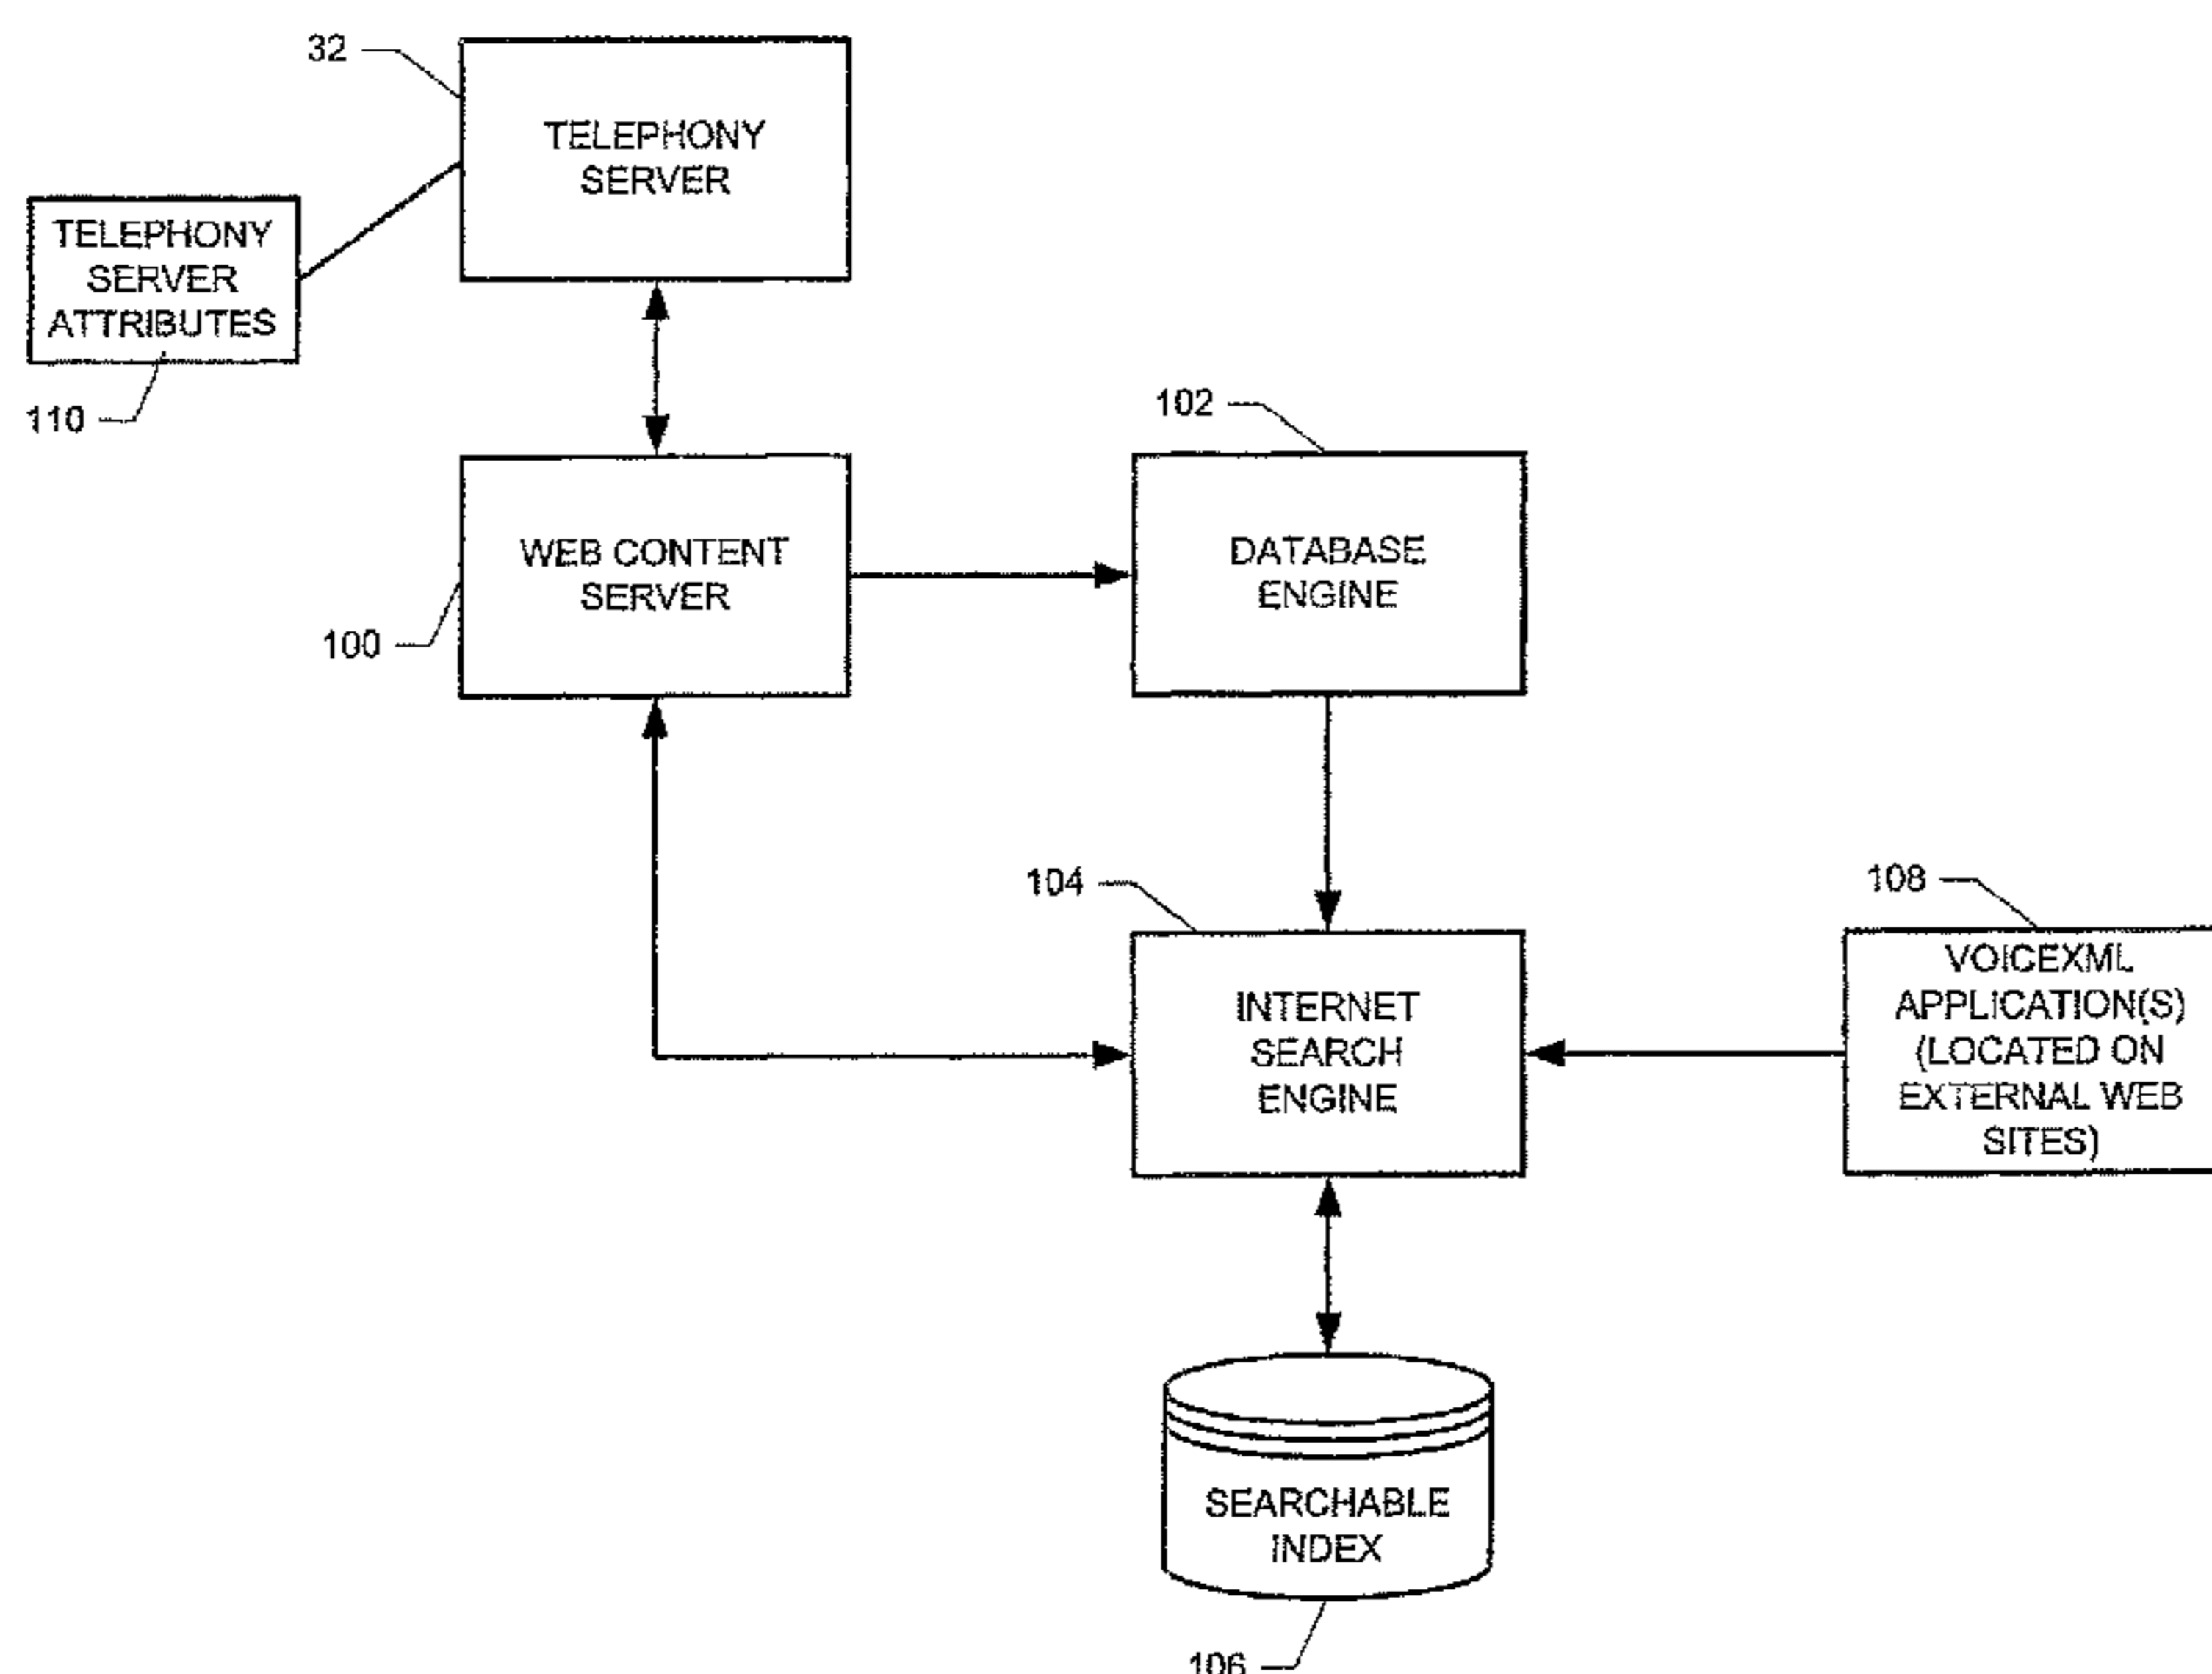 32
TELEPHONY
SERVER
TELEPHONY
SERVER
ATTRIBUTES
110
102
WEB CONTENT
SERVER
DATABASE
ENGINE
100
104
108
INTERNET
SEARCH
ENGINE
VOICEXML
APPLICATION(S)
(LOCATED ON
EXTERNAL WEB
SITES)
SEARCHABLE
INDEX
106